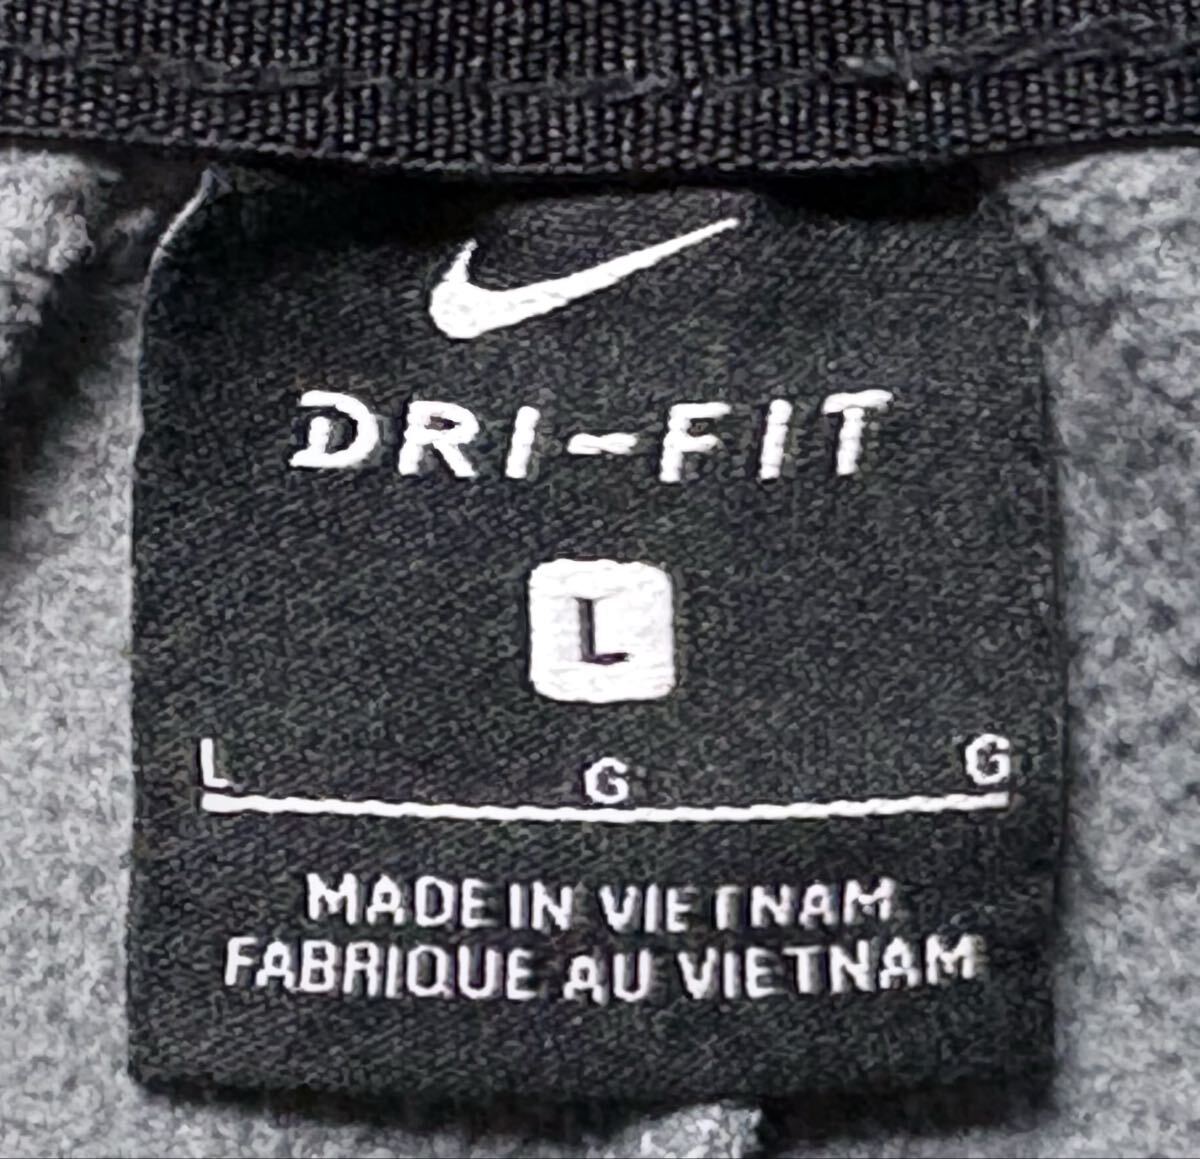 DRI-FIT
L
L G G
MADE IN VIETNAM
FABRIQUE AU VIETNAM